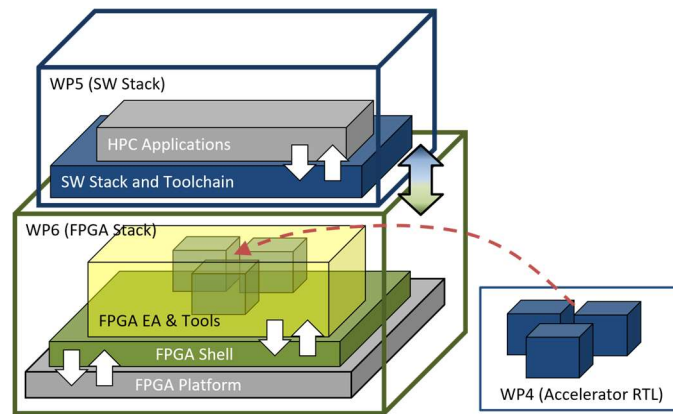 WP5 (SW Stack)
HPC Applications
SW Stack and Toolchain
WP6 (FPGA Stack)
FPGA EA & Tools
FPGA Shell
FPGA Platform
WP4 (Accelerator RTL)